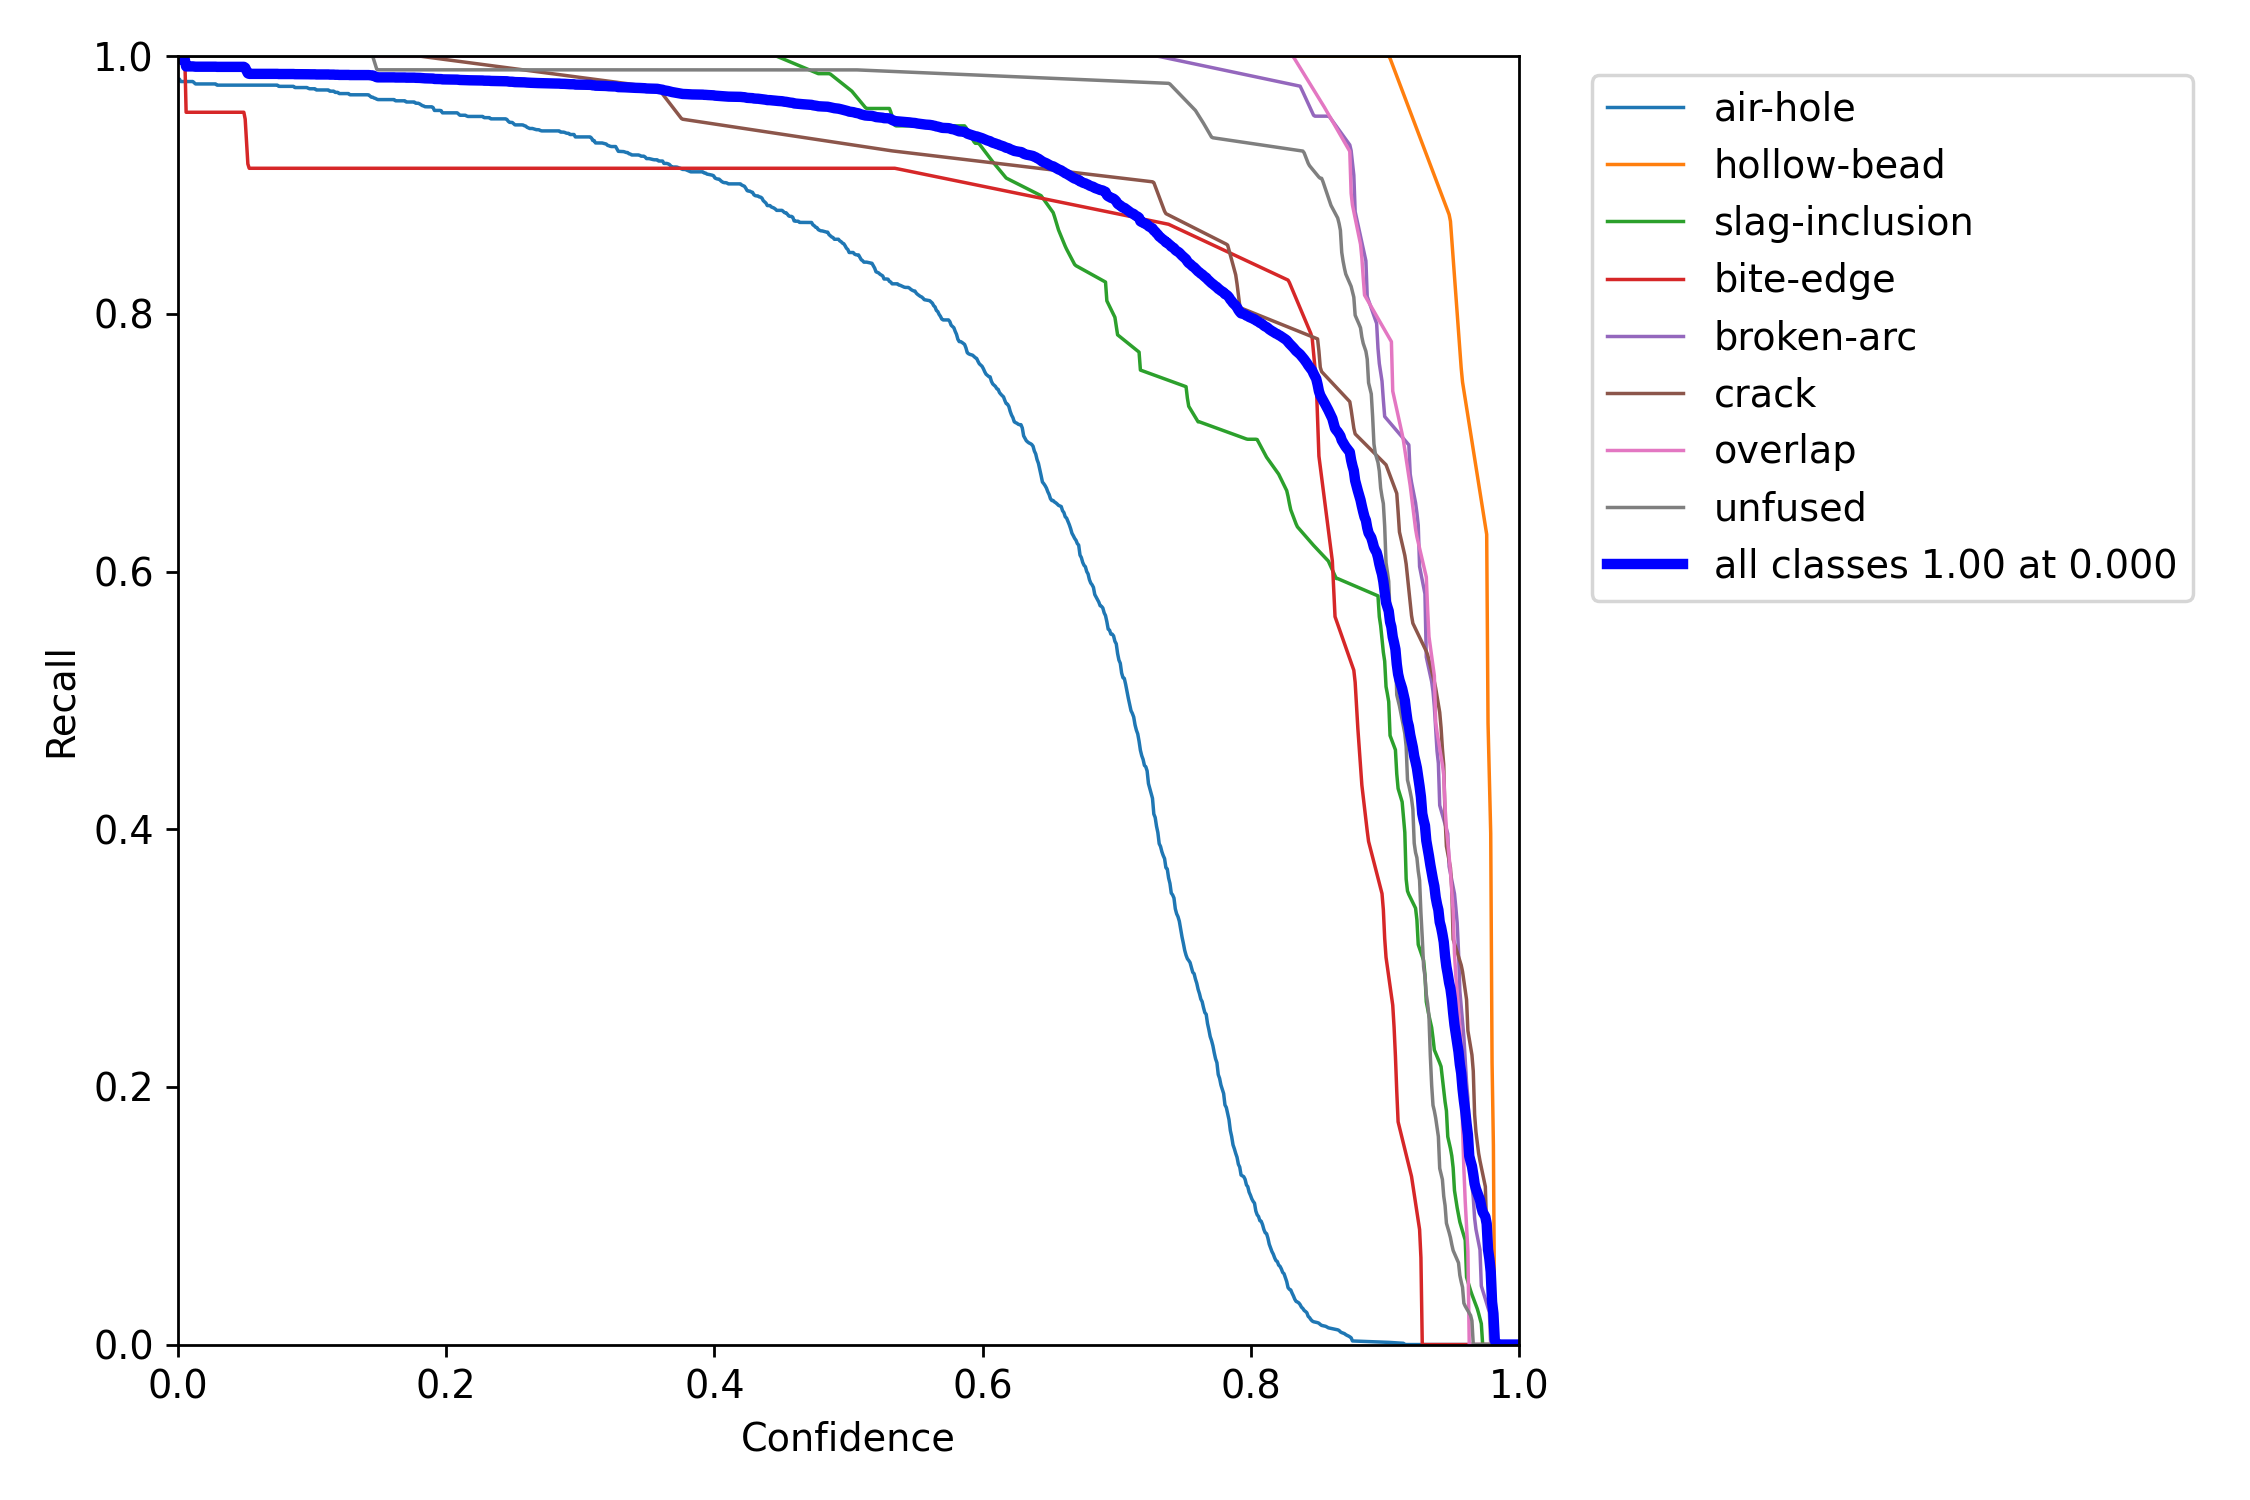 1.0
0.8
0.6
0.4
0.2
0.0
Recall
0.0 0.2 0.4 0.6 0.8 1.0
Confidence
air-hole
hollow-bead
slag-inclusion
bite-edge
broken-arc
crack
overlap
unfused
all classes 1.00 at 0.000